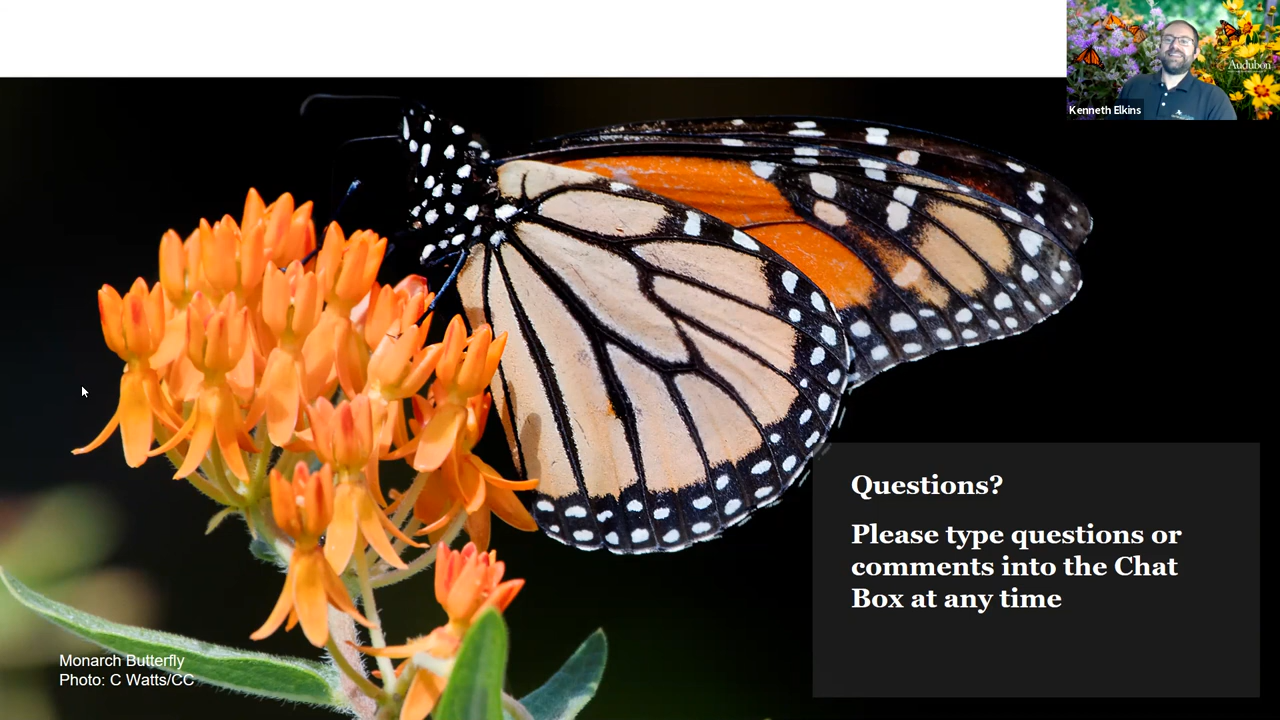 Audubon
Kenneth Elkins
Questions?
Please type questions or
comments into the Chat
Box at any time
Monarch Butterfly
Photo: C Watts/CC